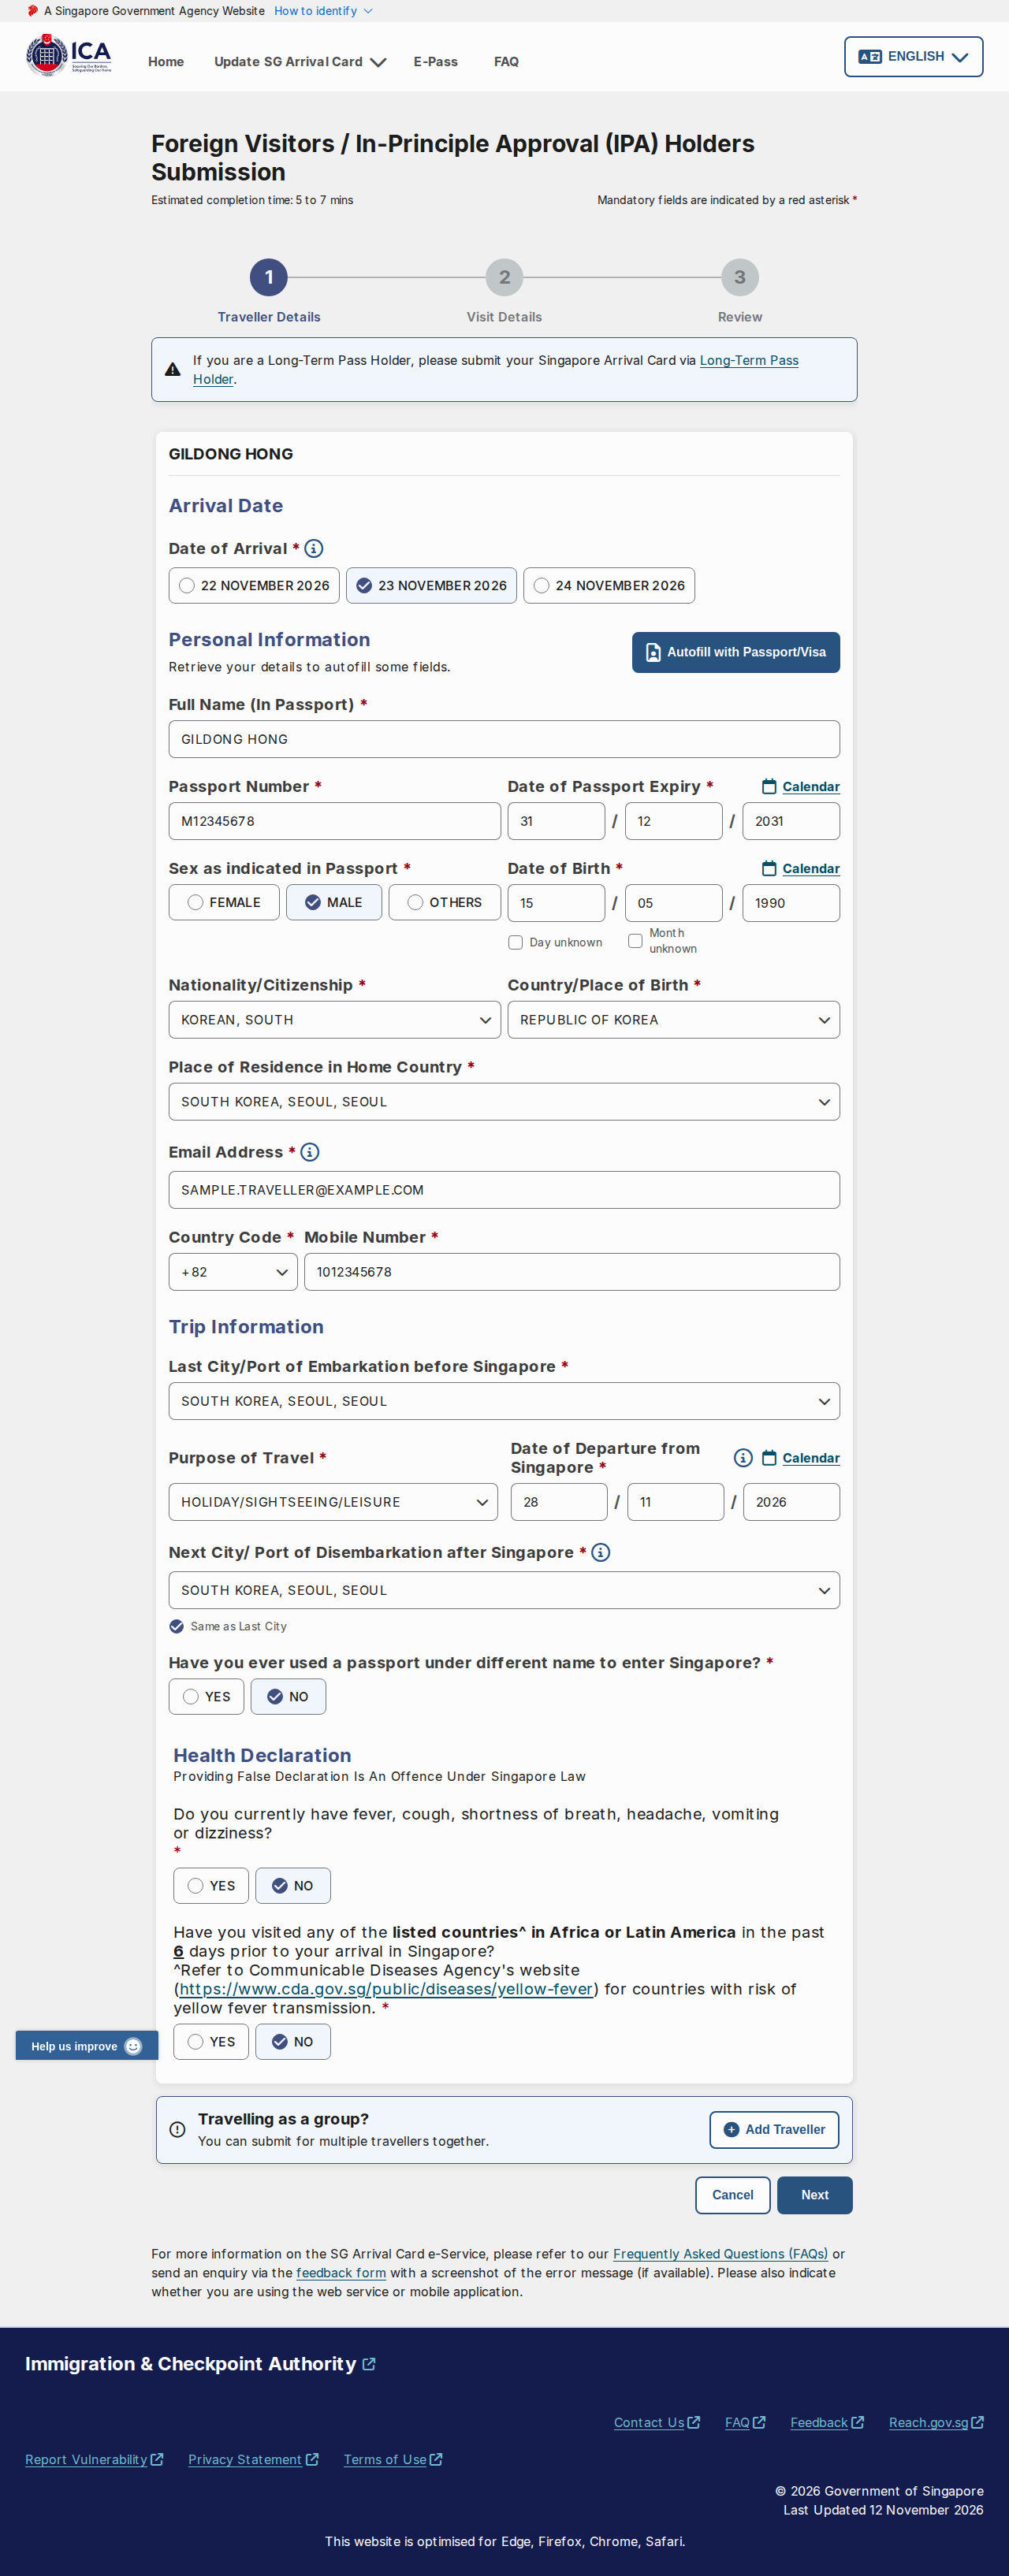 A Singapore Government Agency Website How to identify
ICA
Securing Our Borders,
Safeguarding Our Home
Home Update SG Arrival Card E-Pass FAQ
ENGLISH
Foreign Visitors / In-Principle Approval (IPA) Holders
Submission
Estimated completion time: 5 to 7 mins
Mandatory fields are indicated by a red asterisk *
1 2 3
Traveller Details Visit Details Review
If you are a Long-Term Pass Holder, please submit your Singapore Arrival Card via Long-Term Pass
Holder.
GILDONG HONG
Arrival Date
Date of Arrival *
22 NOVEMBER 2026 23 NOVEMBER 2026 24 NOVEMBER 2026
Personal Information
Retrieve your details to autofill some fields.
Autofill with Passport/Visa
Full Name (In Passport) *
GILDONG HONG
Passport Number * Date of Passport Expiry * Calendar
M12345678 31 / 12 / 2031
Sex as indicated in Passport * Date of Birth * Calendar
FEMALE MALE OTHERS 15 / 05 / 1990
Day unknown Month
unknown
Nationality/Citizenship * Country/Place of Birth *
KOREAN, SOUTH REPUBLIC OF KOREA
Place of Residence in Home Country *
SOUTH KOREA, SEOUL, SEOUL
Email Address *
SAMPLE.TRAVELLER@EXAMPLE.COM
Country Code * Mobile Number *
+82 1012345678
Trip Information
Last City/Port of Embarkation before Singapore *
SOUTH KOREA, SEOUL, SEOUL
Purpose of Travel * Date of Departure from
Singapore * Calendar
HOLIDAY/SIGHTSEEING/LEISURE 28 / 11 / 2026
Next City/ Port of Disembarkation after Singapore *
SOUTH KOREA, SEOUL, SEOUL
Same as Last City
Have you ever used a passport under different name to enter Singapore? *
YES NO
Health Declaration
Providing False Declaration Is An Offence Under Singapore Law
Do you currently have fever, cough, shortness of breath, headache, vomiting
or dizziness?
*
YES NO
Have you visited any of the listed countries^ in Africa or Latin America in the past
6 days prior to your arrival in Singapore?
^Refer to Communicable Diseases Agency's website
(https://www.cda.gov.sg/public/diseases/yellow-fever) for countries with risk of
yellow fever transmission. *
YES NO
Help us improve
Travelling as a group?
You can submit for multiple travellers together.
Add Traveller
Cancel Next
For more information on the SG Arrival Card e-Service, please refer to our Frequently Asked Questions (FAQs) or
send an enquiry via the feedback form with a screenshot of the error message (if available). Please also indicate
whether you are using the web service or mobile application.
Immigration & Checkpoint Authority
Contact Us FAQ Feedback Reach.gov.sg
Report Vulnerability Privacy Statement Terms of Use
© 2026 Government of Singapore
Last Updated 12 November 2026
This website is optimised for Edge, Firefox, Chrome, Safari.